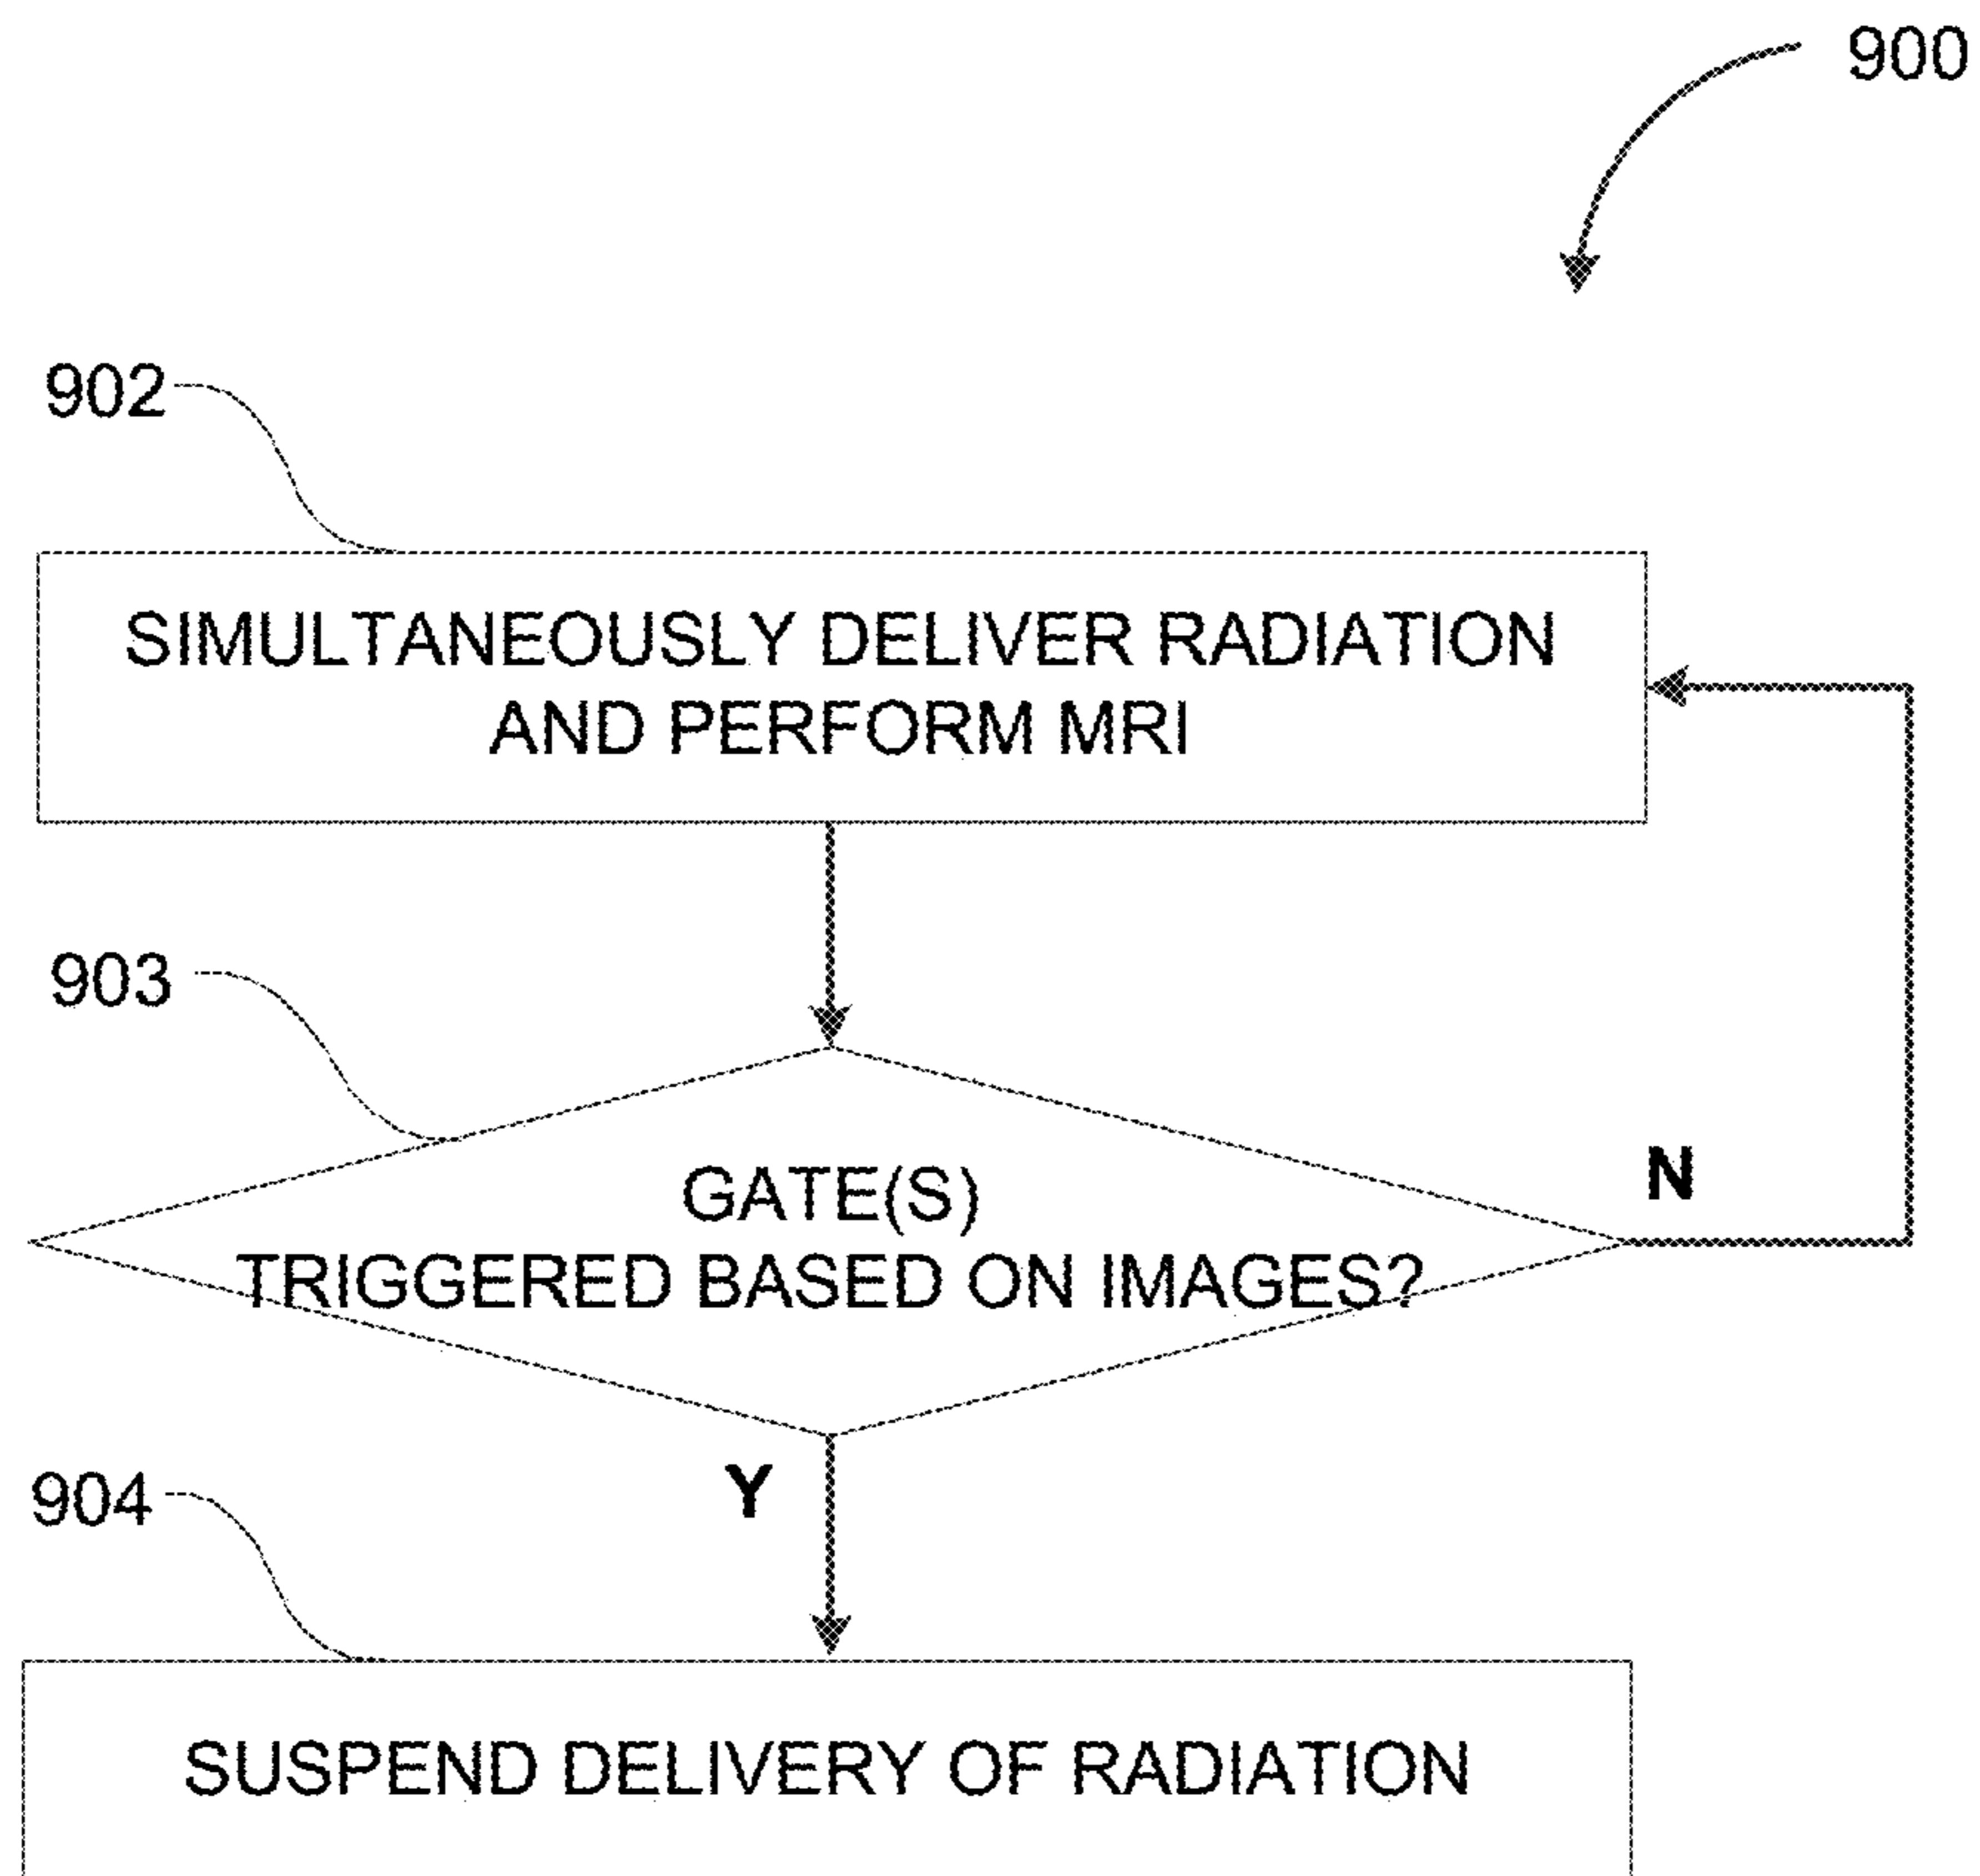 900
902
SIMULTANEOUSLY DELIVER RADIATION
AND PERFORM MRI
903
GATE(S)
TRIGGERED BASED ON IMAGES?
N
Y
904
SUSPEND DELIVERY OF RADIATION